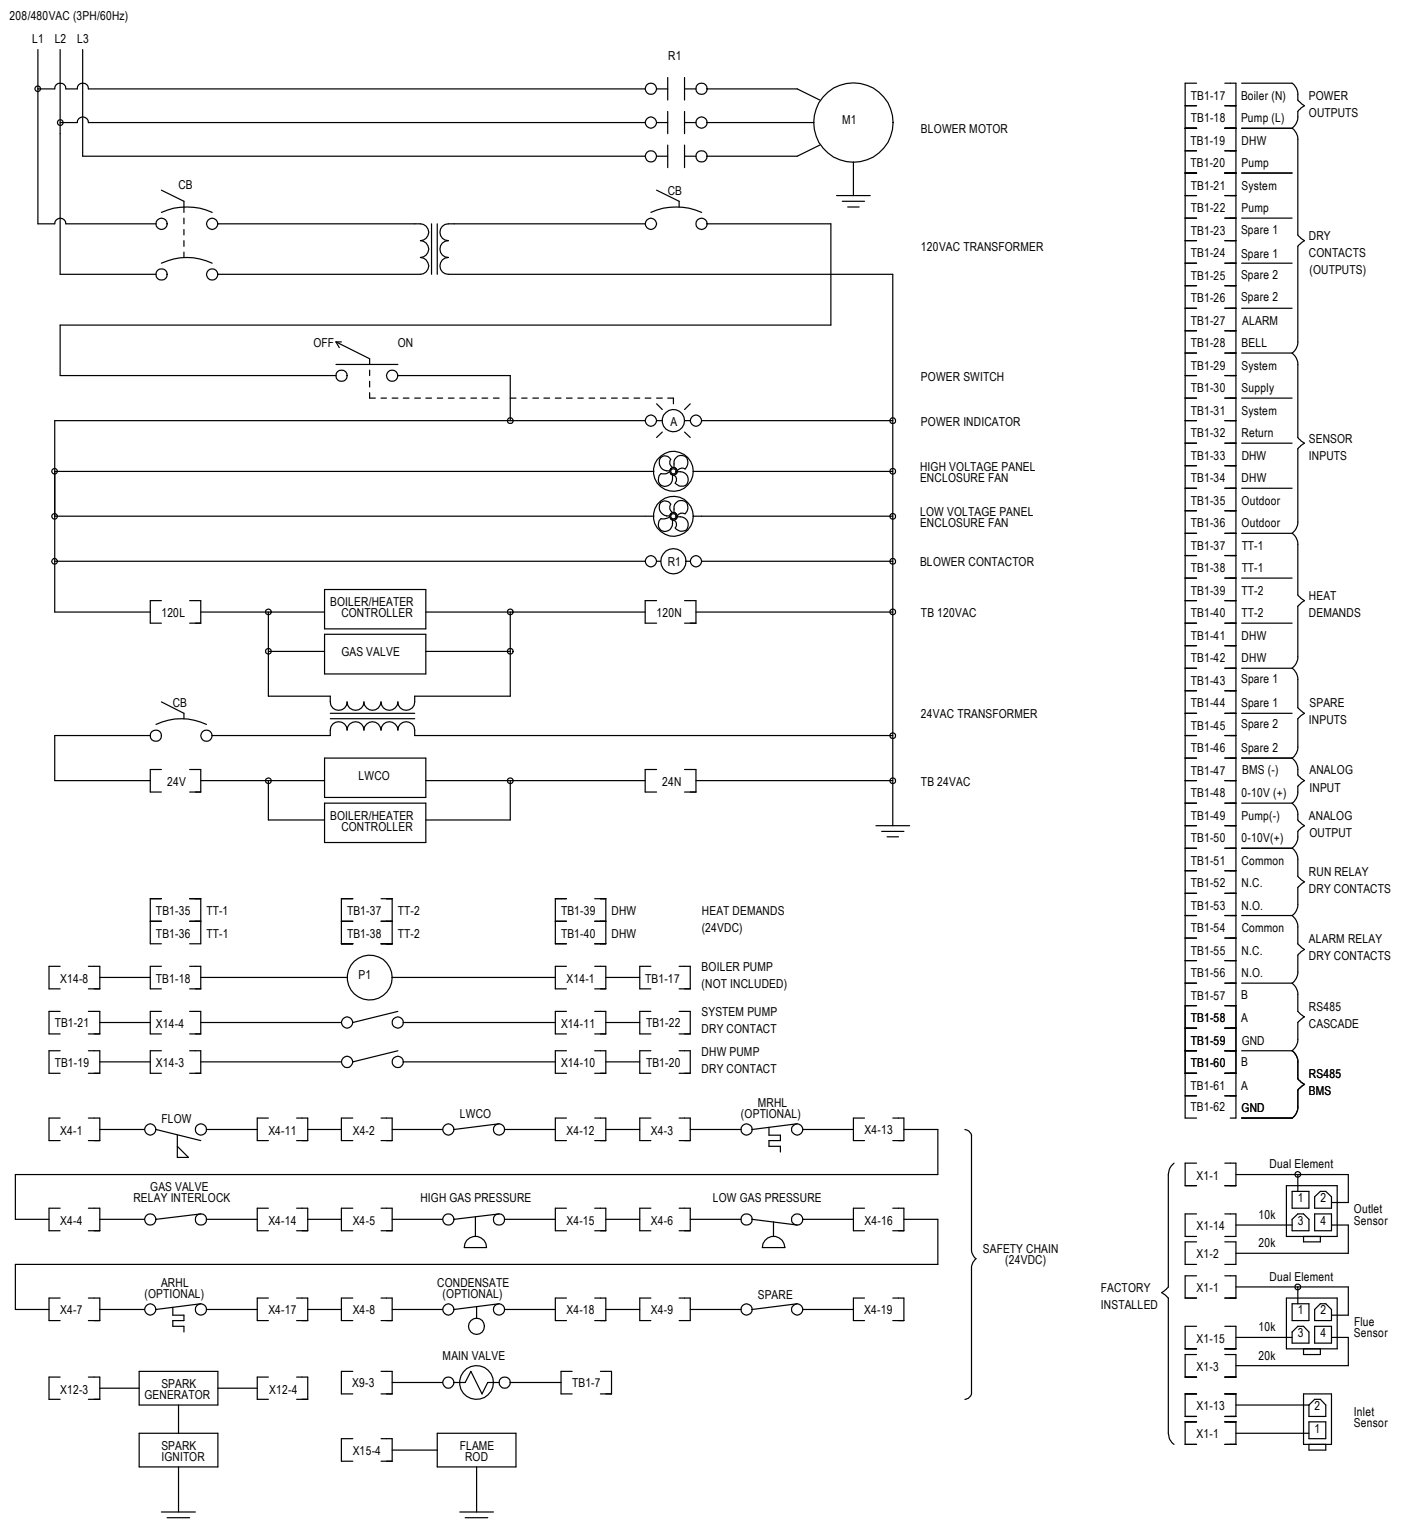 208/480VAC (3PH/60Hz)
L1 L2 L3
R1
M1
BLOWER MOTOR
CB
CB
120VAC TRANSFORMER
OFF
ON
POWER SWITCH
A
POWER INDICATOR
HIGH VOLTAGE PANEL
ENCLOSURE FAN
LOW VOLTAGE PANEL
ENCLOSURE FAN
R1
BLOWER CONTACTOR
120L
BOILER/HEATER
CONTROLLER
120N
TB 120VAC
GAS VALVE
CB
24VAC TRANSFORMER
24V
LWCO
24N
TB 24VAC
BOILER/HEATER
CONTROLLER
TB1-35 TT-1
TB1-36 TT-1
TB1-37 TT-2
TB1-38 TT-2
TB1-39 DHW
TB1-40 DHW
HEAT DEMANDS
(24VDC)
X14-8
TB1-18
P1
X14-1
TB1-17
BOILER PUMP
(NOT INCLUDED)
TB1-21
X14-4
X14-11
TB1-22
SYSTEM PUMP
DRY CONTACT
TB1-19
X14-3
X14-10
TB1-20
DHW PUMP
DRY CONTACT
X4-1
FLOW
X4-11
X4-2
LWCO
X4-12
X4-3
MRHL
(OPTIONAL)
X4-13
X4-4
GAS VALVE
RELAY INTERLOCK
X4-14
X4-5
HIGH GAS PRESSURE
X4-15
X4-6
LOW GAS PRESSURE
X4-16
SAFETY CHAIN
(24VDC)
X4-7
ARHL
(OPTIONAL)
X4-17
X4-8
CONDENSATE
(OPTIONAL)
X4-18
X4-9
SPARE
X4-19
X12-3
SPARK
GENERATOR
X12-4
X9-3
MAIN VALVE
TB1-7
SPARK
IGNITOR
X15-4
FLAME
ROD
TB1-17 Boiler (N)
TB1-18 Pump (L)
POWER
OUTPUTS
TB1-19 DHW
TB1-20 Pump
TB1-21 System
TB1-22 Pump
TB1-23 Spare 1
TB1-24 Spare 1
TB1-25 Spare 2
TB1-26 Spare 2
TB1-27 ALARM
TB1-28 BELL
DRY
CONTACTS
(OUTPUTS)
TB1-29 System
TB1-30 Supply
TB1-31 System
TB1-32 Return
TB1-33 DHW
TB1-34 DHW
TB1-35 Outdoor
TB1-36 Outdoor
SENSOR
INPUTS
TB1-37 TT-1
TB1-38 TT-1
TB1-39 TT-2
TB1-40 TT-2
TB1-41 DHW
TB1-42 DHW
HEAT
DEMANDS
TB1-43 Spare 1
TB1-44 Spare 1
TB1-45 Spare 2
TB1-46 Spare 2
SPARE
INPUTS
TB1-47 BMS (-)
TB1-48 0-10V (+)
ANALOG
INPUT
TB1-49 Pump(-)
TB1-50 0-10V(+)
ANALOG
OUTPUT
TB1-51 Common
TB1-52 N.C.
TB1-53 N.O.
RUN RELAY
DRY CONTACTS
TB1-54 Common
TB1-55 N.C.
TB1-56 N.O.
ALARM RELAY
DRY CONTACTS
TB1-57 B
TB1-58 A
TB1-59 GND
RS485
CASCADE
TB1-60 B
TB1-61 A
TB1-62 GND
RS485
BMS
FACTORY
INSTALLED
X1-1
Dual Element
1 2
3 4
X1-14
10k
X1-2
20k
Outlet
Sensor
X1-1
Dual Element
1 2
3 4
X1-15
10k
X1-3
20k
Flue
Sensor
X1-13
2
X1-1
1
Inlet
Sensor